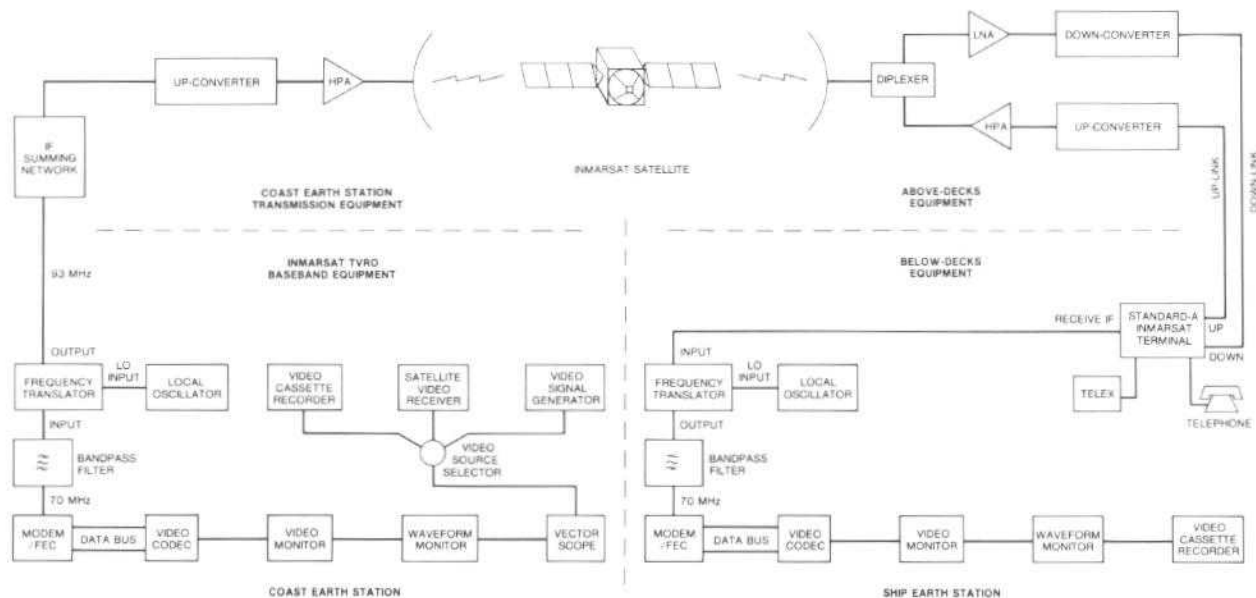 UP-CONVERTER
HPA
LNA
DOWN-CONVERTER
DIPLEXER
HPA
UP-CONVERTER
IF
SUMMING
NETWORK
INMARSAT SATELLITE
UP-LINK
DOWN-LINK
COAST EARTH STATION
TRANSMISSION EQUIPMENT
ABOVE-DECKS
EQUIPMENT
93 MHz
INMARSAT TVRO
BASEBAND EQUIPMENT
BELOW-DECKS
EQUIPMENT
OUTPUT
LO
INPUT
FREQUENCY
TRANSLATOR
LOCAL
OSCILLATOR
INPUT
BANDPASS
FILTER
70 MHz
MODEM
/FEC
DATA BUS
VIDEO
CODEC
VIDEO
MONITOR
WAVEFORM
MONITOR
VECTOR
SCOPE
VIDEO
CASSETTE
RECORDER
SATELLITE
VIDEO
RECEIVER
VIDEO
SIGNAL
GENERATOR
VIDEO
SOURCE
SELECTOR
COAST EARTH STATION
RECEIVE IF
STANDARD-A
INMARSAT
TERMINAL
UP
DOWN
TELEX
TELEPHONE
INPUT
LO
INPUT
FREQUENCY
TRANSLATOR
LOCAL
OSCILLATOR
OUTPUT
BANDPASS
FILTER
70 MHz
MODEM
/FEC
DATA BUS
VIDEO
CODEC
VIDEO
MONITOR
WAVEFORM
MONITOR
VIDEO
CASSETTE
RECORDER
SHIP EARTH STATION